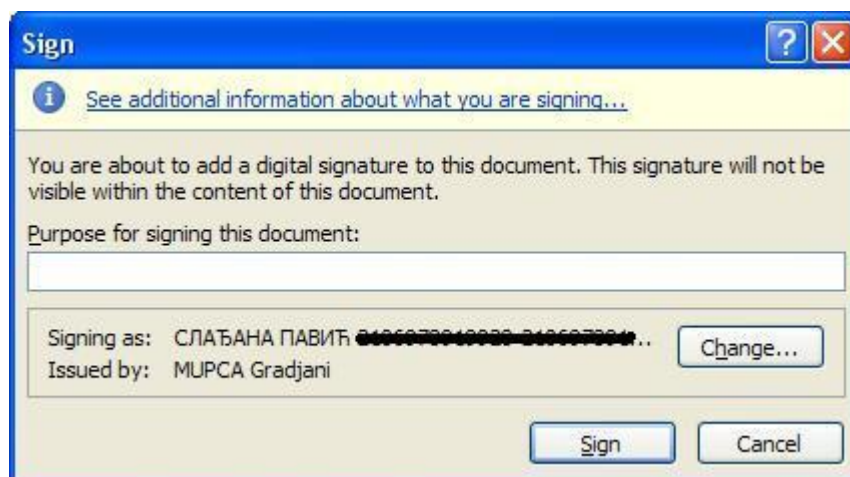 Sign
See additional information about what you are signing...
You are about to add a digital signature to this document. This signature will not be
visible within the content of this document.
Purpose for signing this document:
Signing as: СЛАЂАНА ПАВИЋ ..
Change...
Issued by: MUPCA Gradjani
Sign Cancel